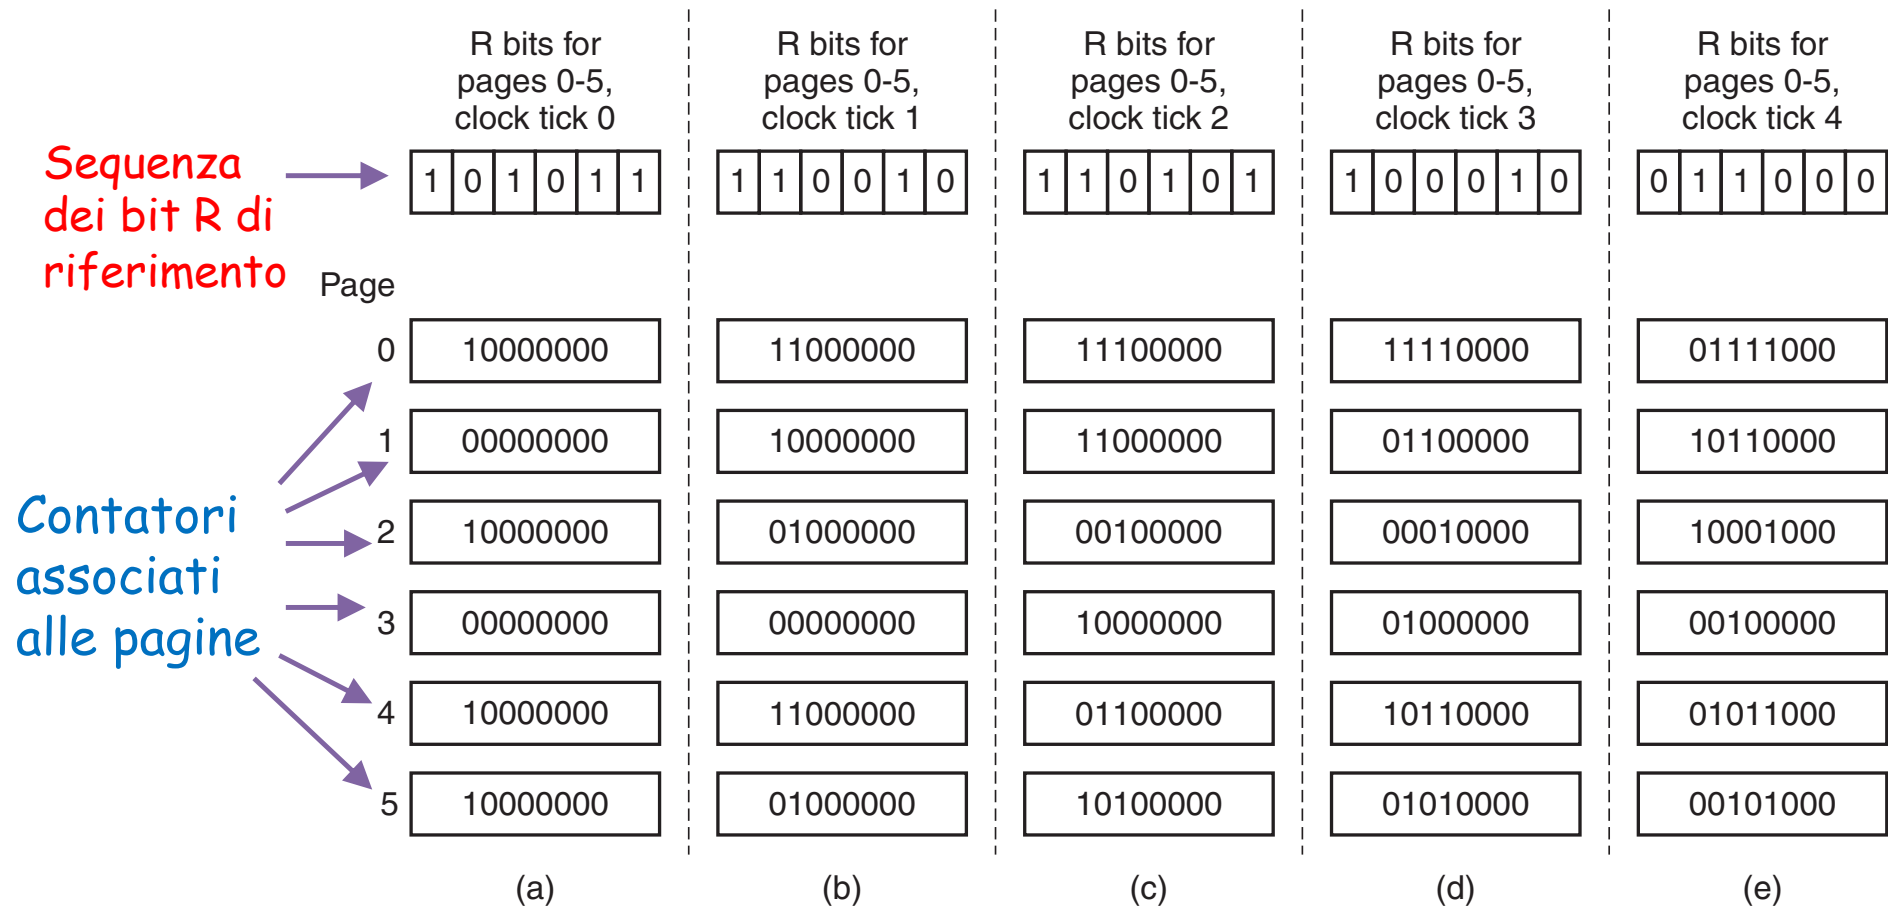 R bits for
pages 0-5,
clock tick 0
R bits for
pages 0-5,
clock tick 1
R bits for
pages 0-5,
clock tick 2
R bits for
pages 0-5,
clock tick 3
R bits for
pages 0-5,
clock tick 4
Sequenza
dei bit R di
riferimento
1 0 1 0 1 1
1 1 0 0 1 0
1 1 0 1 0 1
1 0 0 0 1 0
0 1 1 0 0 0
Page
0 10000000 11000000 11100000 11110000 01111000
1 00000000 10000000 11000000 01100000 10110000
Contatori
associati
alle pagine
2 10000000 01000000 00100000 00010000 10001000
3 00000000 00000000 10000000 01000000 00100000
4 10000000 11000000 01100000 10110000 01011000
5 10000000 01000000 10100000 01010000 00101000
(a) (b) (c) (d) (e)